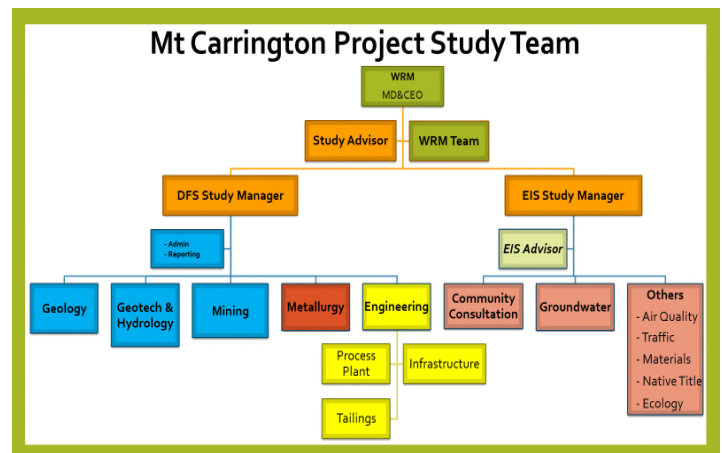 Mt Carrington Project Study Team
WRM
MD&CEO
Study Advisor
WRM Team
DFS Study Manager
EIS Study Manager
- Admin
- Reporting
EIS Advisor
Geology
Geotech &
Hydrology
Mining
Metallurgy
Engineering
Community
Consultation
Groundwater
Others
- Air Quality
- Traffic
- Materials
- Native Title
- Ecology
Process
Plant
Infrastructure
Tailings